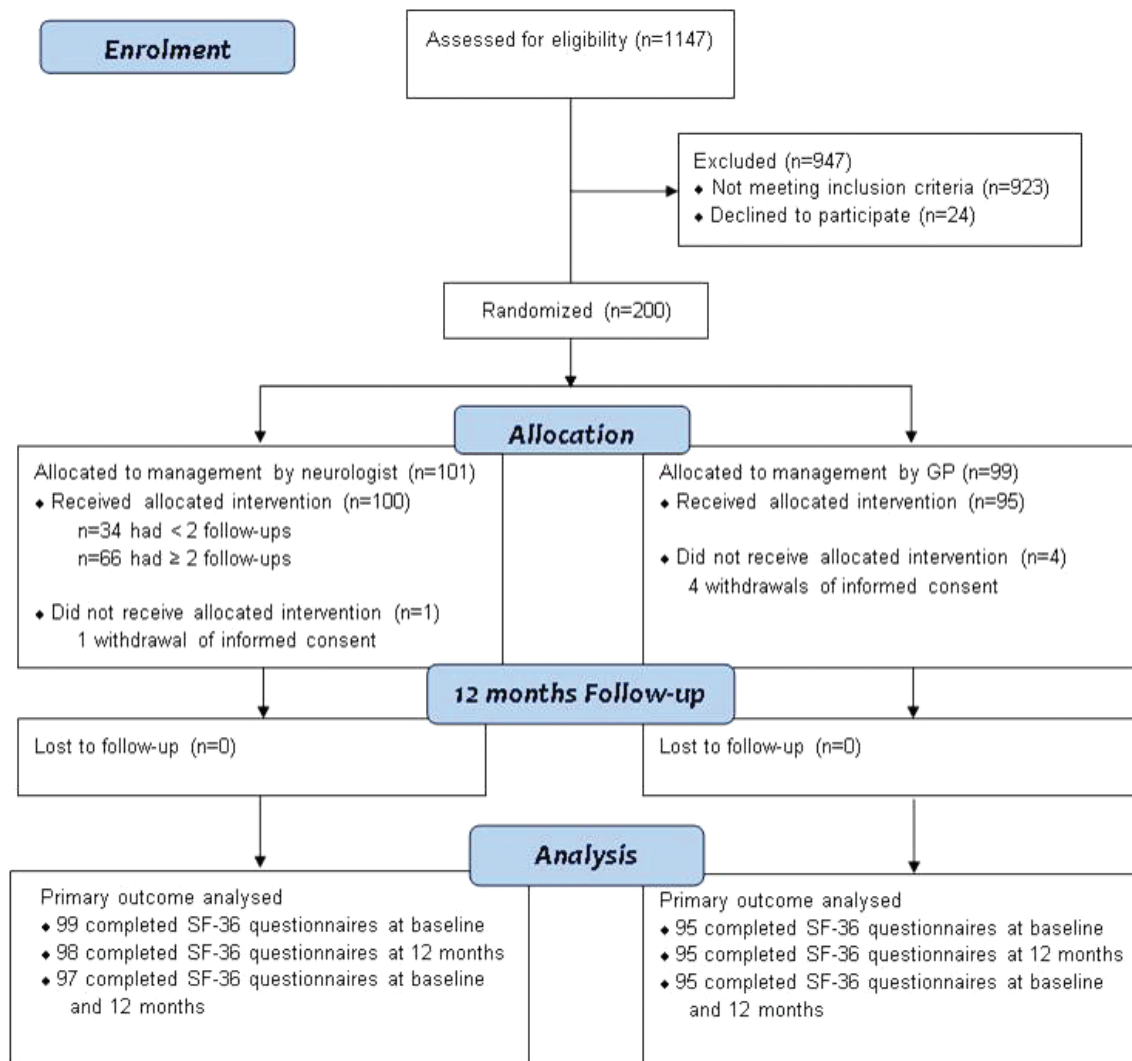 Enrolment
Assessed for eligibility (n=1147)
Excluded (n=947)
♦ Not meeting inclusion criteria (n=923)
♦ Declined to participate (n=24)
Randomized (n=200)
Allocation
Allocated to management by neurologist (n=101)
♦ Received allocated intervention (n=100)
n=34 had < 2 follow-ups
n=66 had ≥ 2 follow-ups
♦ Did not receive allocated intervention (n=1)
1 withdrawal of informed consent
Allocated to management by GP (n=99)
♦ Received allocated intervention (n=95)
♦ Did not receive allocated intervention (n=4)
4 withdrawals of informed consent
12 months Follow-up
Lost to follow-up (n=0)
Lost to follow-up (n=0)
Analysis
Primary outcome analysed
♦ 99 completed SF-36 questionnaires at baseline
♦ 98 completed SF-36 questionnaires at 12 months
♦ 97 completed SF-36 questionnaires at baseline
and 12 months
Primary outcome analysed
♦ 95 completed SF-36 questionnaires at baseline
♦ 95 completed SF-36 questionnaires at 12 months
♦ 95 completed SF-36 questionnaires at baseline
and 12 months